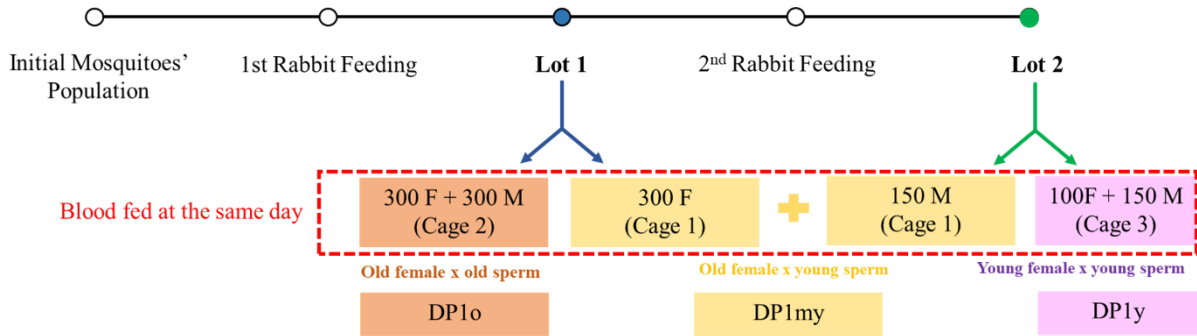 Initial Mosquitoes'
Population
1st Rabbit Feeding
Lot 1
2nd Rabbit Feeding
Lot 2
Blood fed at the same day
300 F + 300 M
(Cage 2)
300 F
(Cage 1)
150 M
(Cage 1)
100F + 150 M
(Cage 3)
Old female x old sperm
Old female x young sperm
Young female x young sperm
DP1o
DP1my
DP1y